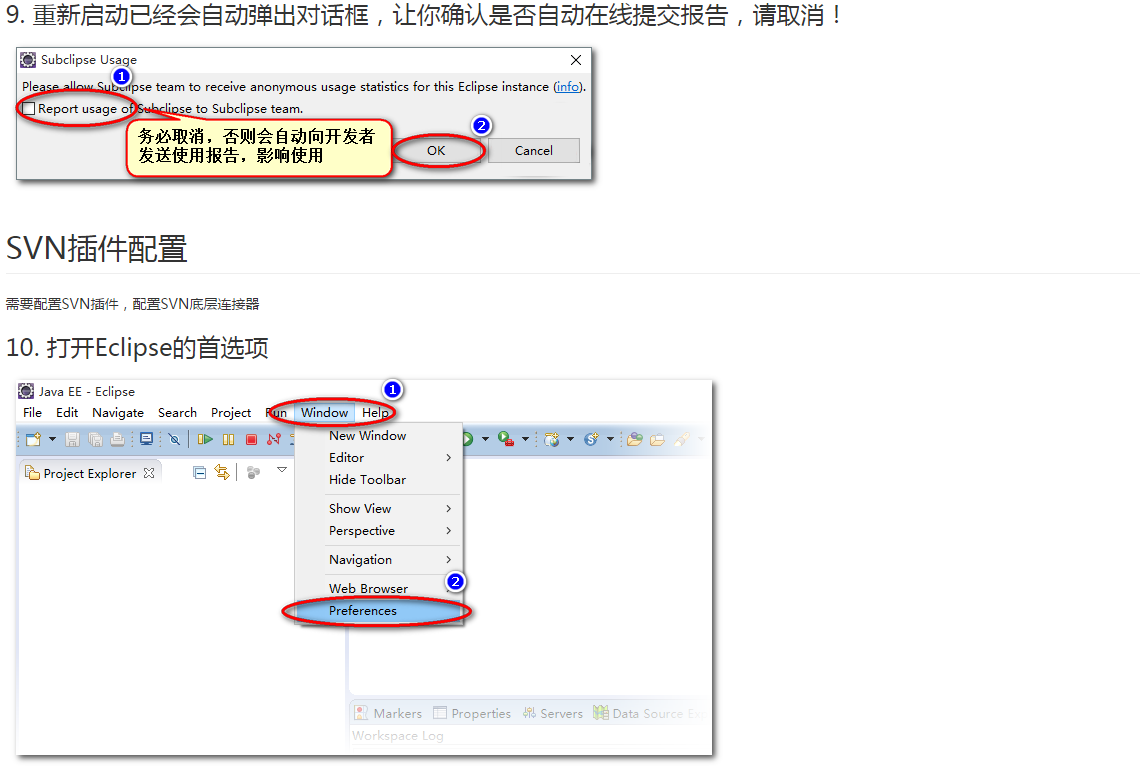 9. 重新启动已经会自动弹出对话框，让你确认是否自动在线提交报告，请取消！
Subclipse Usage
1
Please allow Subclipse team to receive anonymous usage statistics for this Eclipse instance (info).
Report usage of Subclipse to Subclipse team.
务必取消，否则会自动向开发者
发送使用报告，影响使用
2
OK
Cancel
SVN插件配置
需要配置SVN插件，配置SVN底层连接器
10. 打开Eclipse的首选项
Java EE - Eclipse
1
File Edit Navigate Search Project Run Window Help
New Window
Editor
Project Explorer
Hide Toolbar
Show View
Perspective
Navigation
2
Web Browser
Preferences
Markers Properties Servers Data Source Ex
Workspace Log